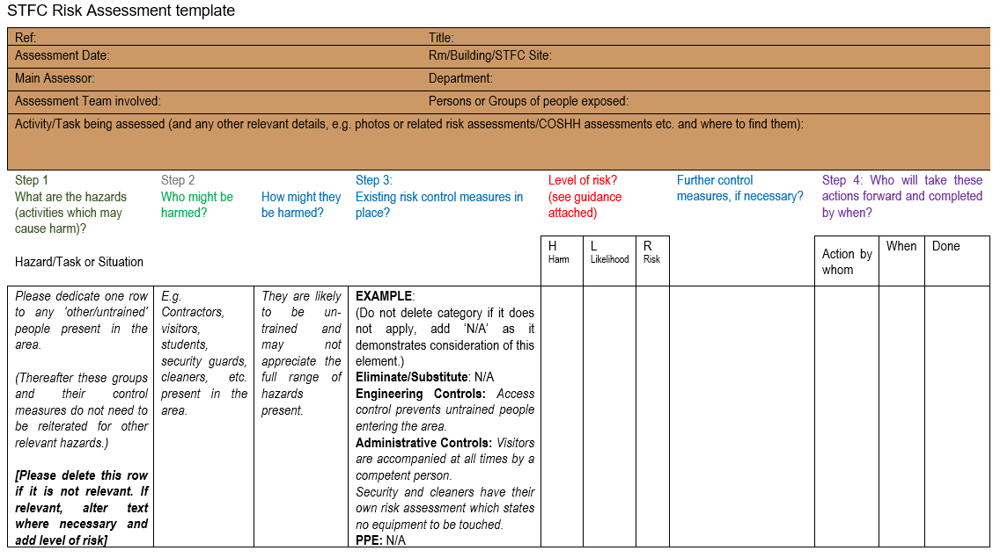 STFC Risk Assessment template
Ref:
Title:
Assessment Date:
Rm/Building/STFC Site:
Main Assessor:
Department:
Assessment Team involved:
Persons or Groups of people exposed:
Activity/Task being assessed (and any other relevant details, e.g. photos or related risk assessments/COSHH assessments etc. and where to find them):
Step 1
What are the hazards
(activities which may
cause harm)?
Hazard/Task or Situation
Step 2
Who might be
harmed?
How might they
be harmed?
Step 3:
Existing risk control measures in
place?
Level of risk?
(see guidance
attached)
Further control
measures, if necessary?
Step 4: Who will take these
actions forward and completed
by when?
H
Harm
L
Likelihood
R
Risk
Action by
whom
When
Done
Please dedicate one row
to any ‘other/untrained’
people present in the
area.
(Thereafter these groups
and their control
measures do not need to
be reiterated for other
relevant hazards.)
[Please delete this row
if it is not relevant. If
relevant, alter text
where necessary and
add level of risk]
E.g.
Contractors,
visitors,
students,
security guards,
cleaners, etc.
present in the
area.
They are likely
to be un-
trained and
may not
appreciate the
full range of
hazards
present.
EXAMPLE:
(Do not delete category if it does
not apply, add ‘N/A’ as it
demonstrates consideration of this
element.)
Eliminate/Substitute: N/A
Engineering Controls: Access
control prevents untrained people
entering the area.
Administrative Controls: Visitors
are accompanied at all times by a
competent person.
Security and cleaners have their
own risk assessment which states
no equipment to be touched.
PPE: N/A